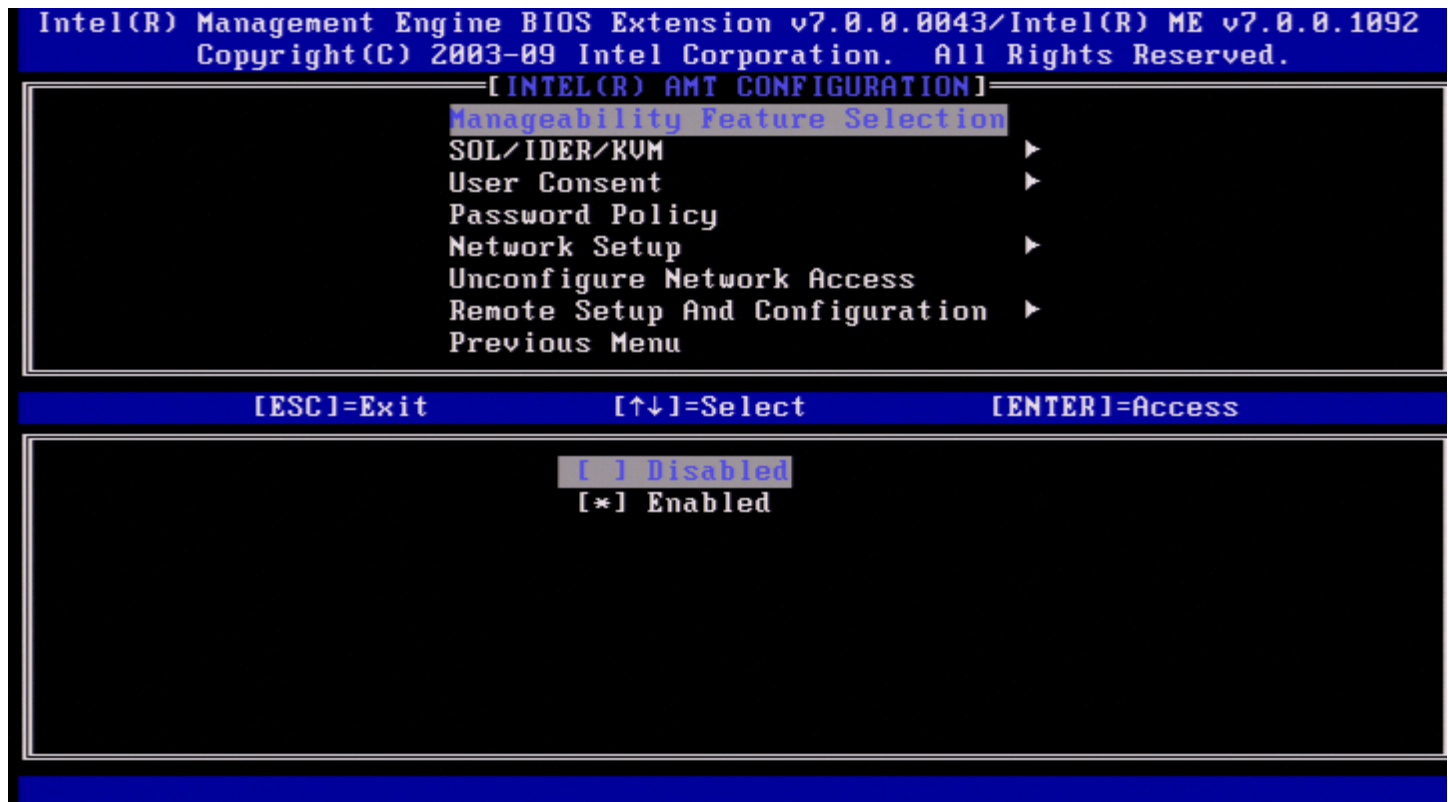 Intel(R) Management Engine BIOS Extension v7.0.0.0043/Intel(R) ME v7.0.0.1092
Copyright(C) 2003-09 Intel Corporation. All Rights Reserved.
[INTEL(R) AMT CONFIGURATION]
Manageability Feature Selection
SOL/IDER/KVM ►
User Consent ►
Password Policy
Network Setup ►
Unconfigure Network Access
Remote Setup And Configuration ►
Previous Menu
[ESC]=Exit [↑↓]=Select [ENTER]=Access
[ ] Disabled
[*] Enabled